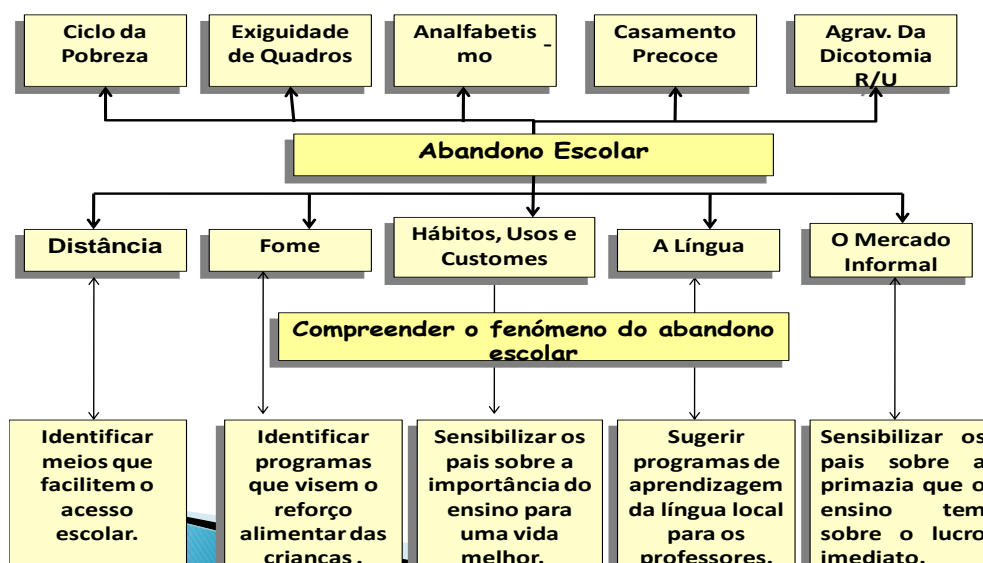 Ciclo da
Pobreza
Exiguidade
de Quadros
Analfabetis -
mo
Casamento
Precoce
Agrav. Da
Dicotomia
R/U
Abandono Escolar
Distância
Fome
Hábitos, Usos e
Customes
A Língua
O Mercado
Informal
Compreender o fenómeno do abandono
escolar
Identificar
meios que
facilitem o
acesso
escolar.
Identificar
programas
que visem o
reforço
alimentar das
crianças .
Sensibilizar os
pais sobre a
importância do
ensino para
uma vida
melhor.
Sugerir
programas de
aprendizagem
da língua local
para os
professores.
Sensibilizar os
pais sobre a
primazia que o
ensino tem
sobre o lucro
imediato.